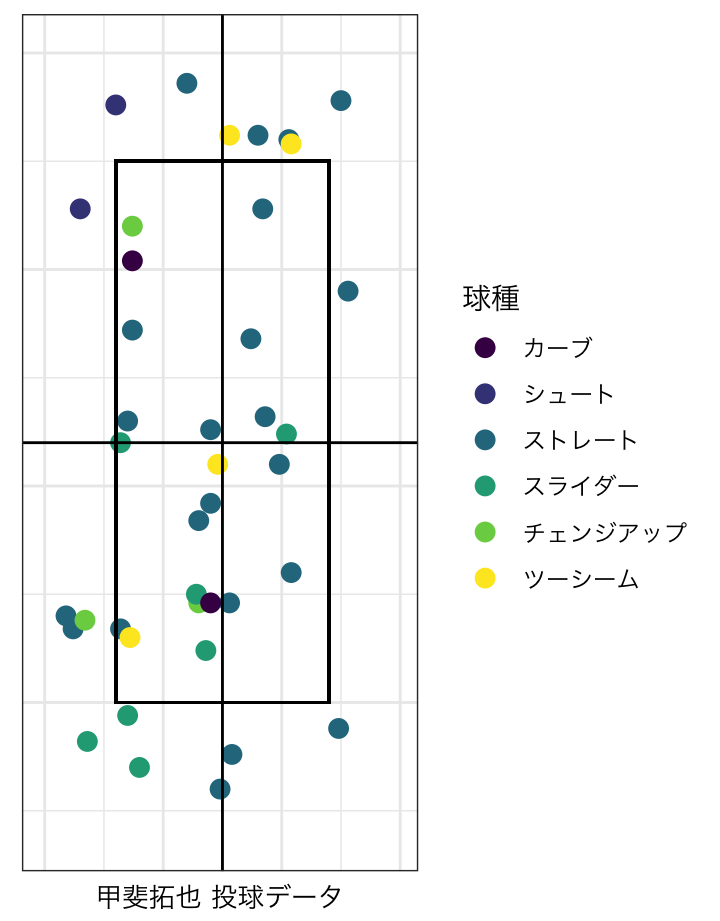 球種
カーブ
シュート
ストレート
スライダー
チェンジアップ
ツーシーム
甲斐拓也 投球データ